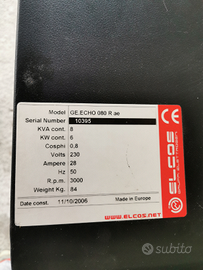 Model GE.ECHO 080 R ae
Serial Number 10395
KVA cont. 8
KW cont. 6
Cosphi 0,8
Volts 230
Ampere 28
Hz 50
R.p.m. 3000
Weight Kg. 84
Date const. 11/10/2006 Made in Europe
WWW.ELCOS.NET
CE
ELCOS
subito